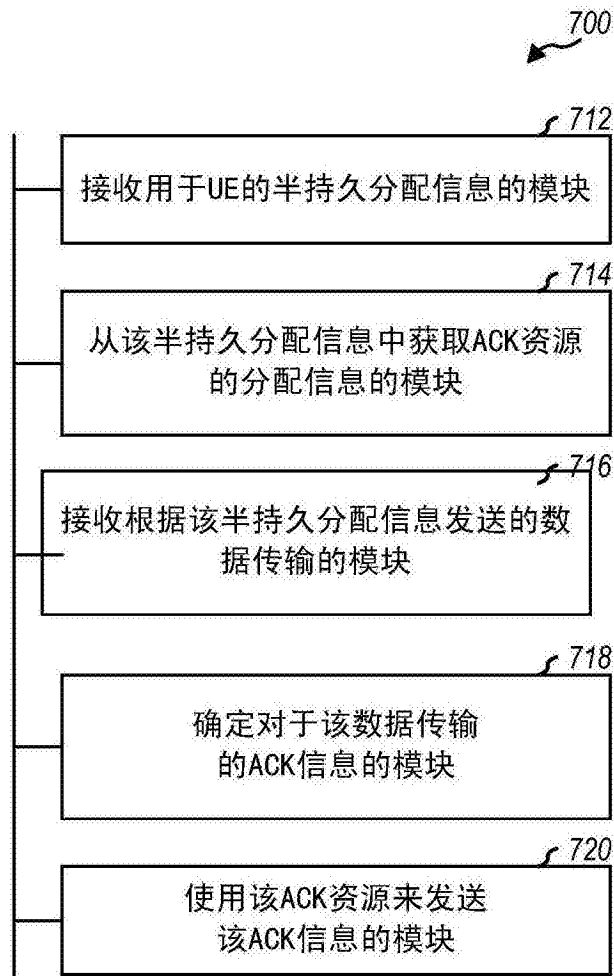 700
712
接收用于UE的半持久分配信息的模块
714
从该半持久分配信息中获取ACK资源
的分配信息的模块
716
接收根据该半持久分配信息发送的数
据传输的模块
718
确定对于该数据传输
的ACK信息的模块
720
使用该ACK资源来发送
该ACK信息的模块